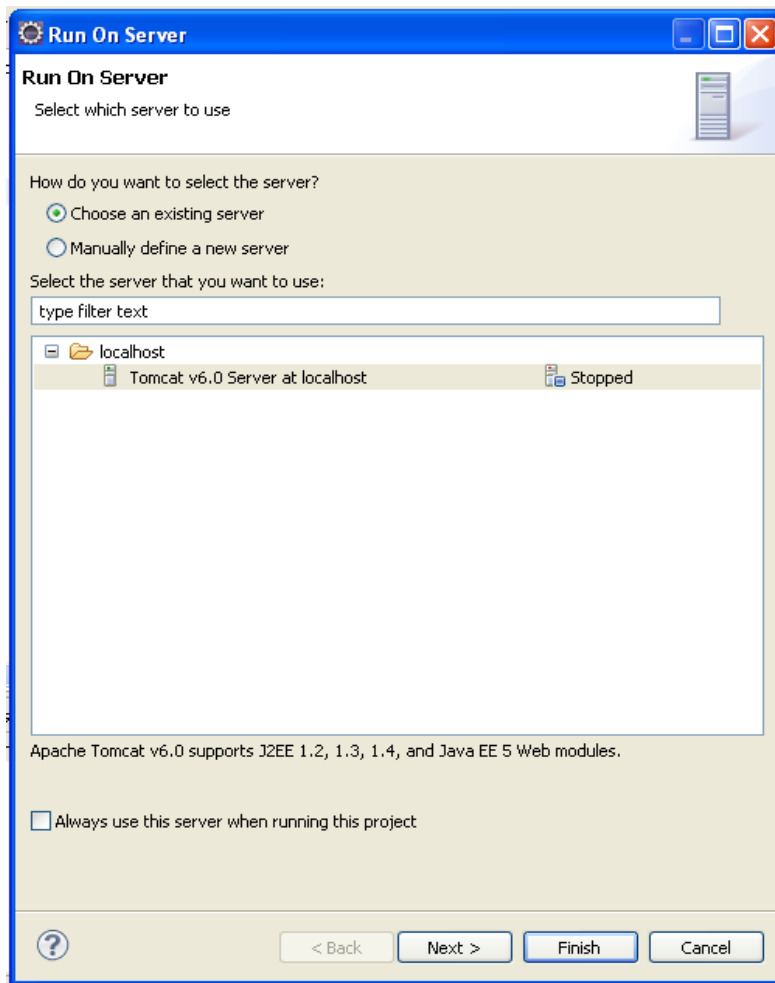 Run On Server
Run On Server
Select which server to use
How do you want to select the server?
Choose an existing server
Manually define a new server
Select the server that you want to use:
type filter text
localhost
Tomcat v6.0 Server at localhost Stopped
Apache Tomcat v6.0 supports J2EE 1.2, 1.3, 1.4, and Java EE 5 Web modules.
Always use this server when running this project
? < Back Next > Finish Cancel